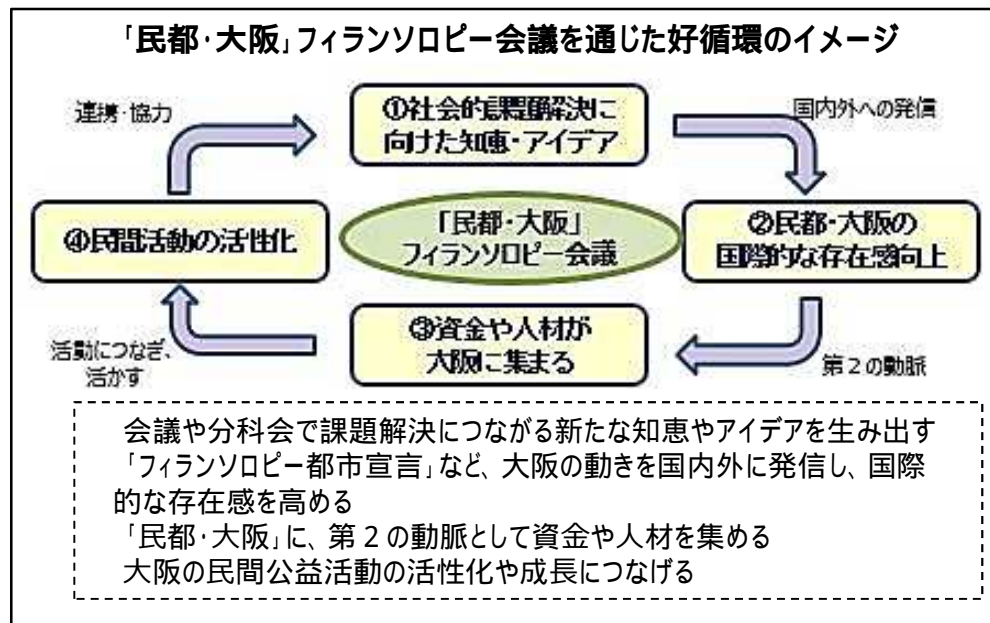 「民都・大阪」フィランソロピー会議を通じた好循環のイメージ
連携・協力
①社会的課題解決に
向けた知恵・アイデア
国内外への発信
④民間活動の活性化
「民都・大阪」
フィランソロピー会議
②民都・大阪の
国際的な存在感向上
③資金や人材が
大阪に集まる
活動につなぎ、
活かす
第2の動脈
会議や分科会で課題解決につながる新たな知恵やアイデアを生み出す
「フィランソロピー都市宣言」など、大阪の動きを国内外に発信し、国際
的な存在感を高める
「民都・大阪」に、第2の動脈として資金や人材を集める
大阪の民間公益活動の活性化や成長につなげる